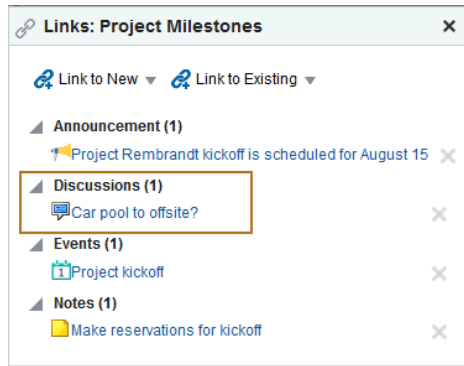 Links: Project Milestones
Link to New Link to Existing
Announcement (1)
Project Rembrandt kickoff is scheduled for August 15
Discussions (1)
Car pool to offsite?
Events (1)
1 Project kickoff
Notes (1)
Make reservations for kickoff